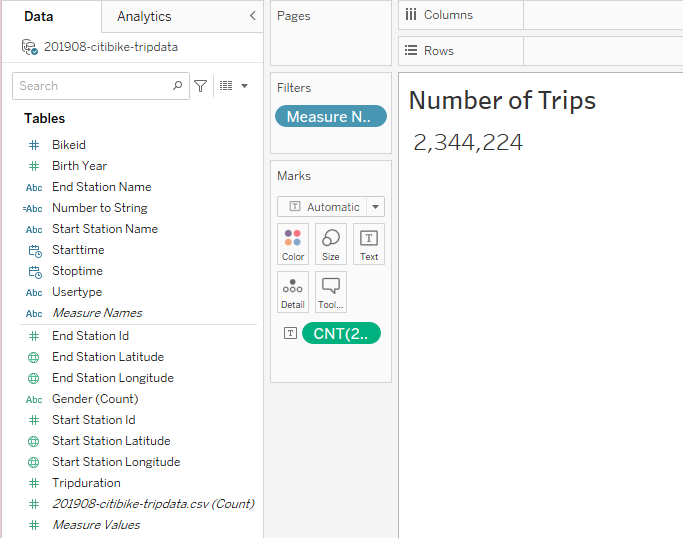 Data
Analytics
201908-citibike-tripdata
Search
Tables
# Bikeid
# Birth Year
Abc End Station Name
=Abc Number to String
Abc Start Station Name
Starttime
Stoptime
Abc Usertype
Abc Measure Names
# End Station Id
End Station Latitude
End Station Longitude
Abc Gender (Count)
# Start Station Id
Start Station Latitude
Start Station Longitude
# Tripduration
# 201908-citibike-tripdata.csv (Count)
# Measure Values
Pages
Filters
Measure N..
Marks
T Automatic
Color
Size
T
Text
Detail
Tool...
T CNT(2..
Columns
Rows
Number of Trips
2,344,224